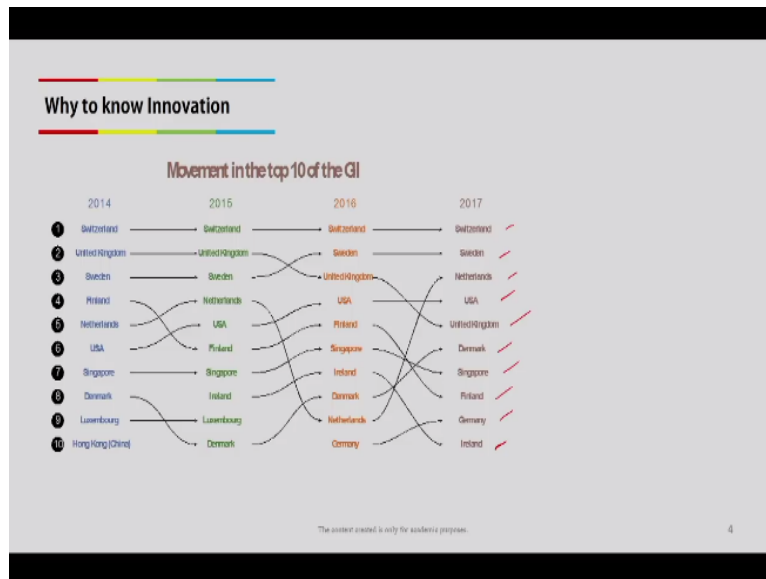 Why to know Innovation
Movement in the top 10 of the GII
2014 2015 2016 2017
1 Switzerland Switzerland Switzerland Switzerland
2 United Kingdom United Kingdom Sweden Sweden
3 Sweden Sweden United Kingdom Netherlands
4 Finland Netherlands USA USA
5 Netherlands USA Finland United Kingdom
6 USA Finland Singapore Denmark
7 Singapore Singapore Ireland Singapore
8 Denmark Ireland Denmark Finland
9 Luxembourg Luxembourg Netherlands Germany
10 Hong Kong (China) Denmark Germany Ireland
The content created is only for academic purposes.
4